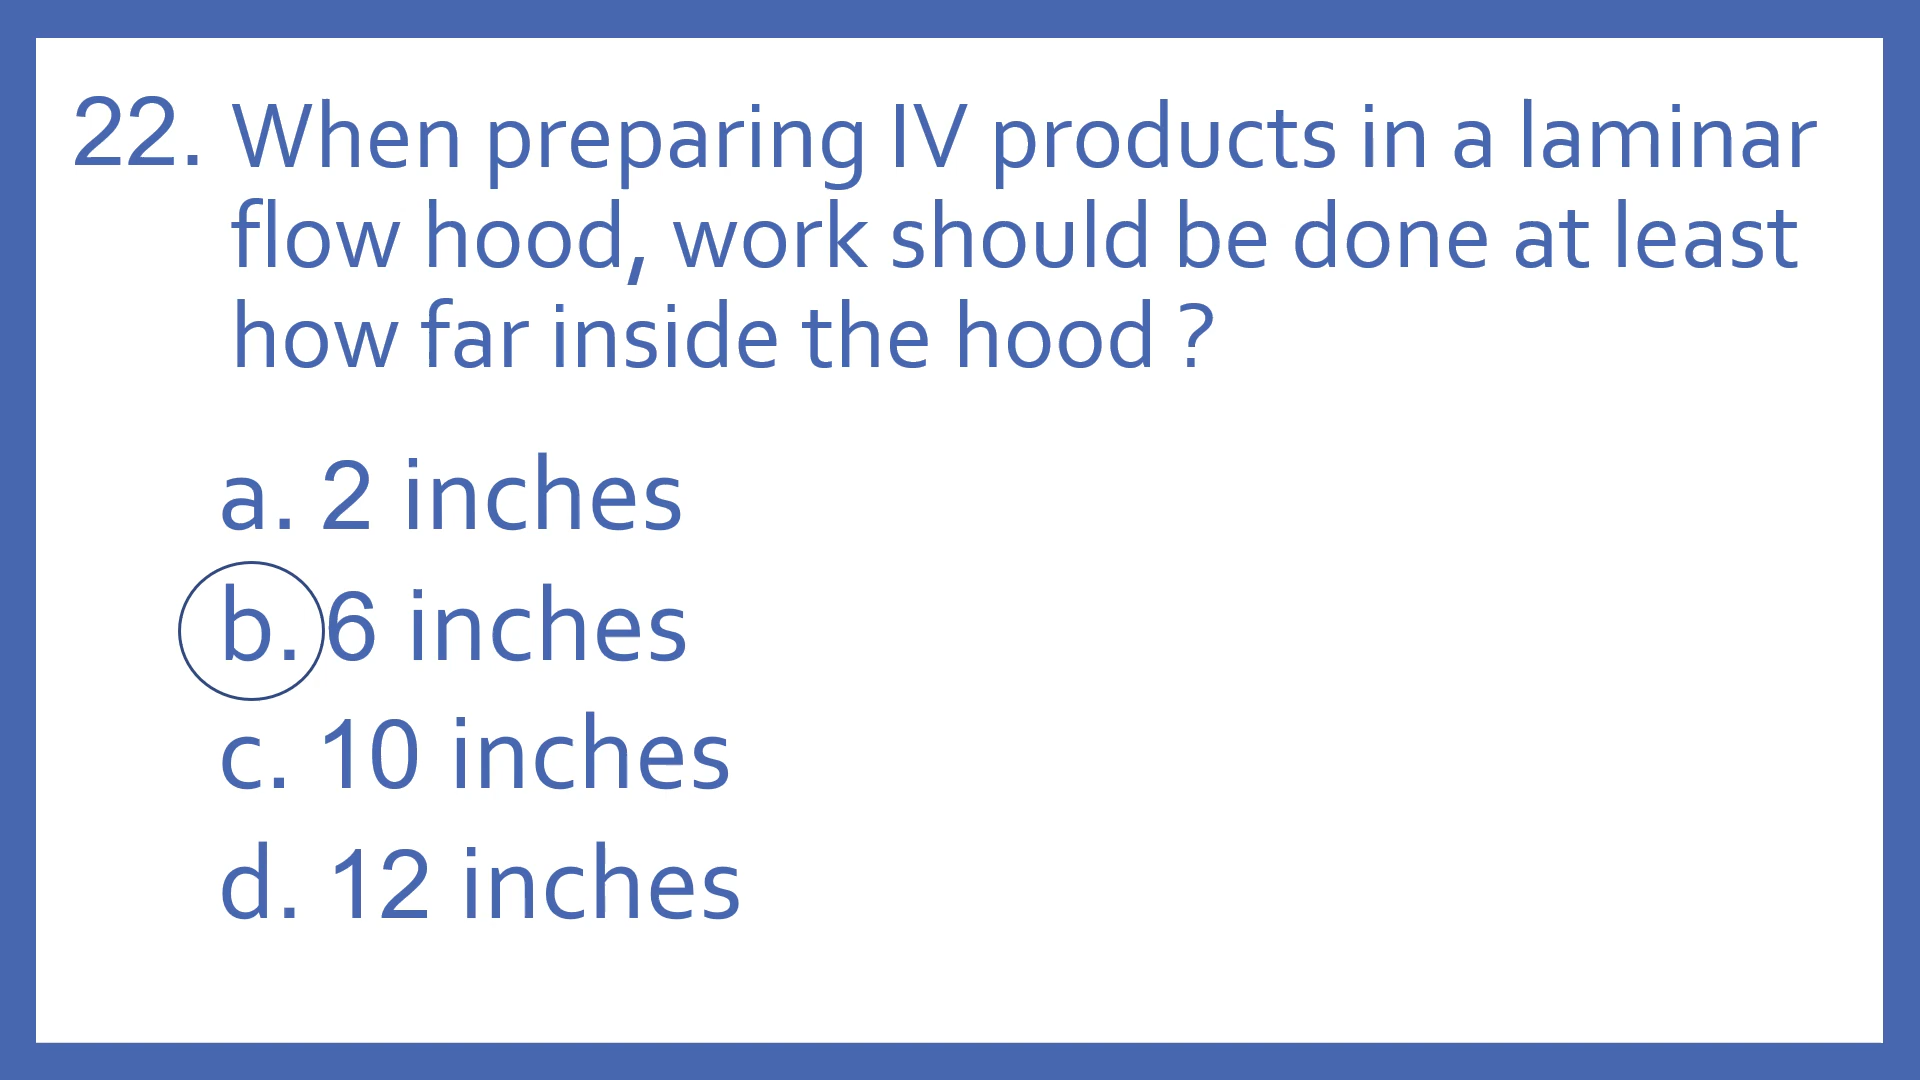 22. When preparing IV products in a laminar
flow hood, work should be done at least
how far inside the hood ?
a. 2 inches
b. 6 inches
c. 10 inches
d. 12 inches